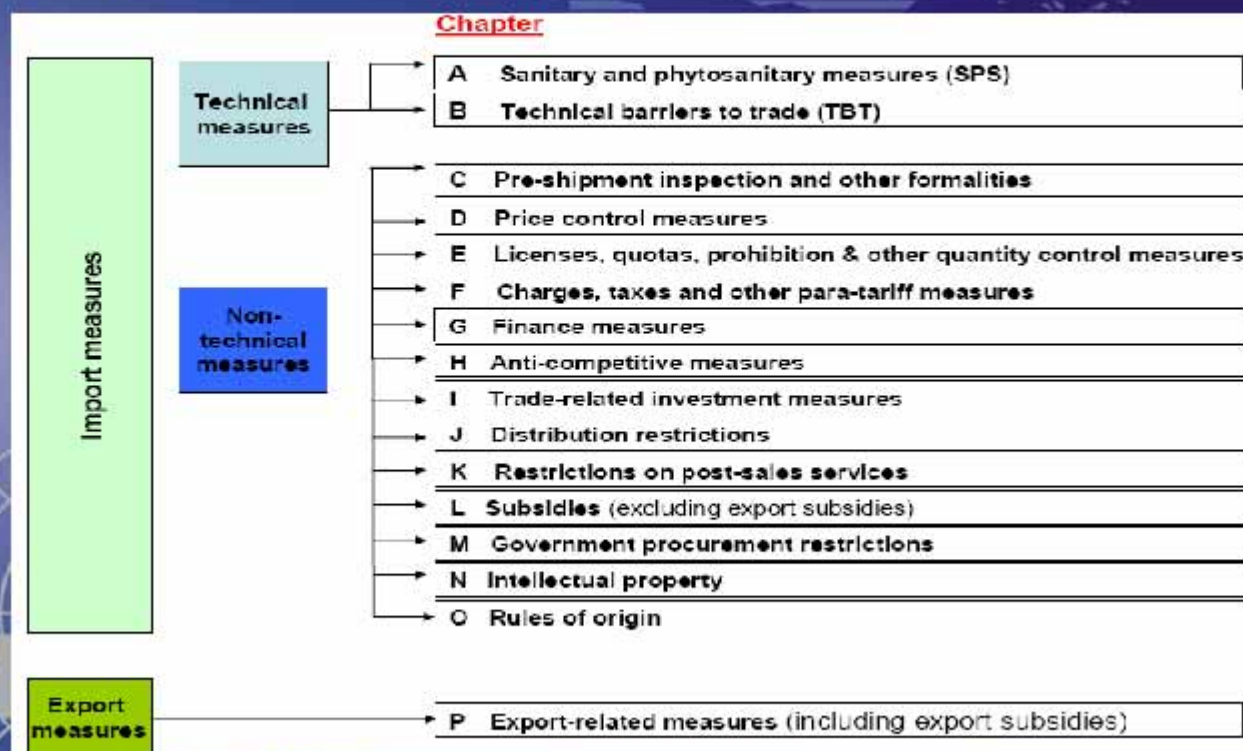 Chapter
Import measures
Technical
measures
A Sanitary and phytosanitary measures (SPS)
B Technical barriers to trade (TBT)
Non-
technical
measures
C Pre-shipment inspection and other formalities
D Price control measures
E Licenses, quotas, prohibition & other quantity control measures
F Charges, taxes and other para-tariff measures
G Finance measures
H Anti-competitive measures
I Trade-related investment measures
J Distribution restrictions
K Restrictions on post-sales services
L Subsidies (excluding export subsidies)
M Government procurement restrictions
N Intellectual property
O Rules of origin
Export
measures
P Export-related measures (including export subsidies)